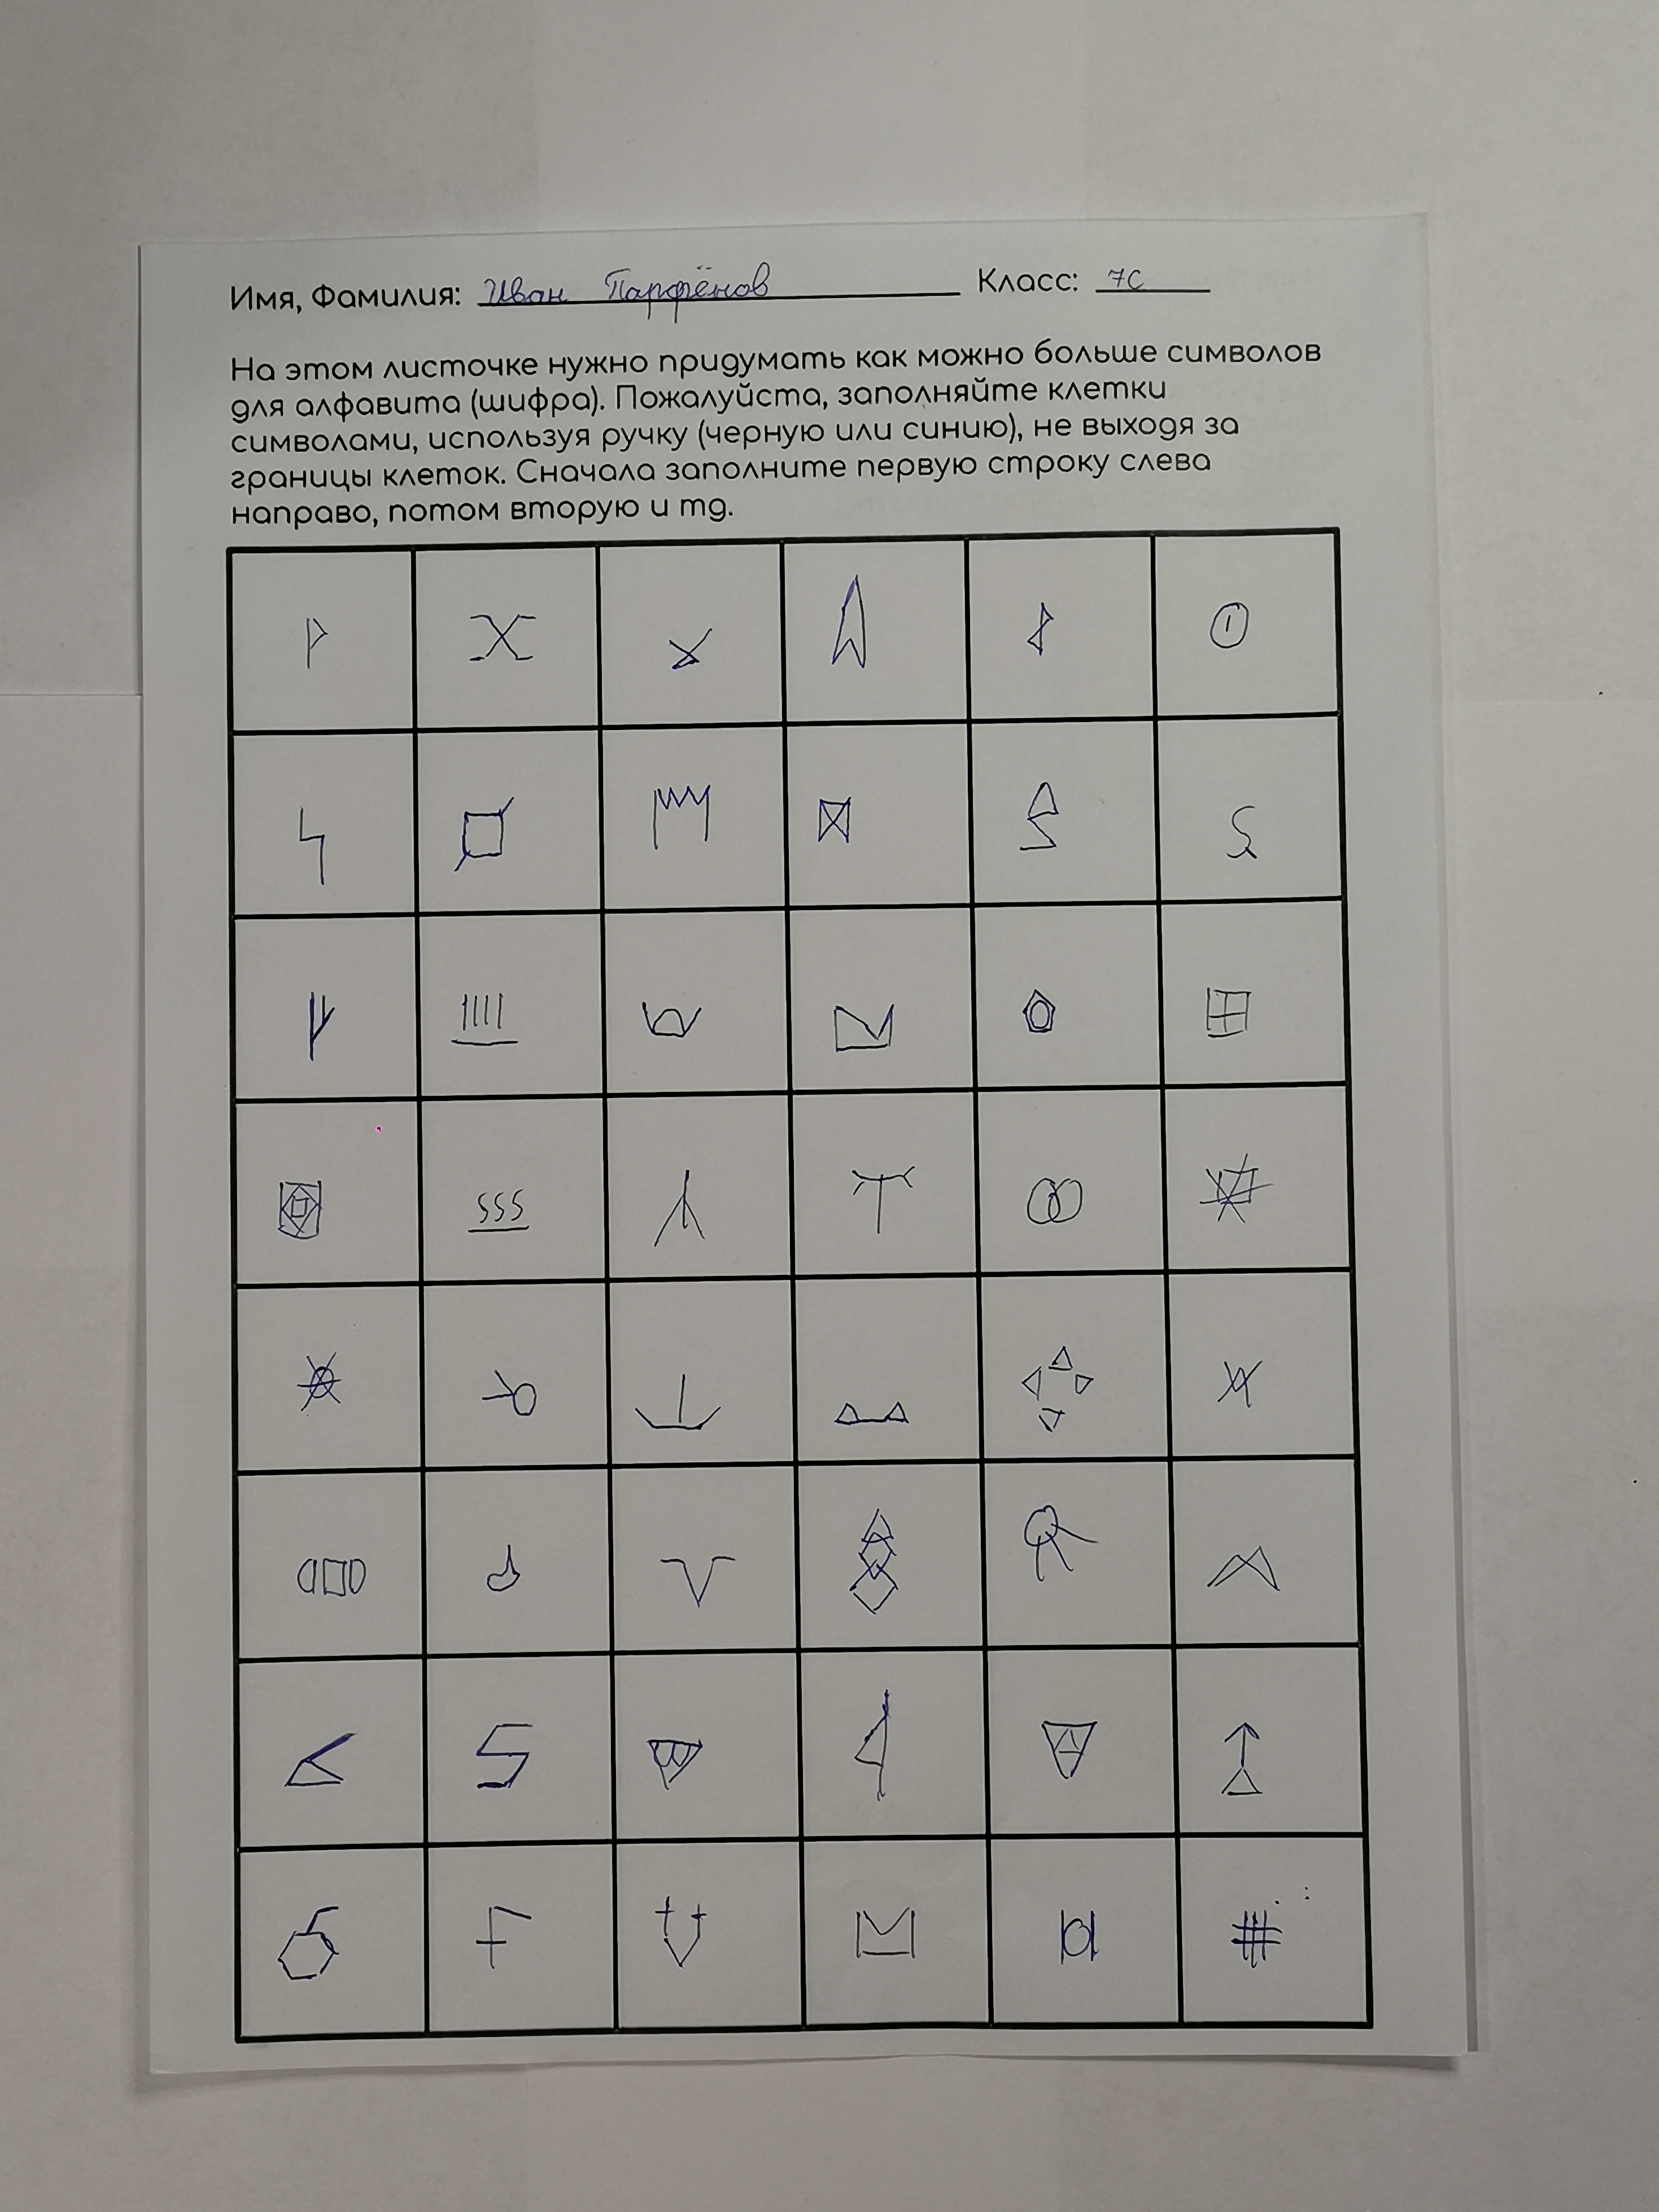 Имя, Фамилия: Иван Парфёнов Класс: 7С
На этом листочке нужно придумать как можно больше символов
для алфавита (шифра). Пожалуйста, заполняйте клетки
символами, используя ручку (черную или синию), не выходя за
границы клеток. Сначала заполните первую строку слева
направо, потом вторую и тд.